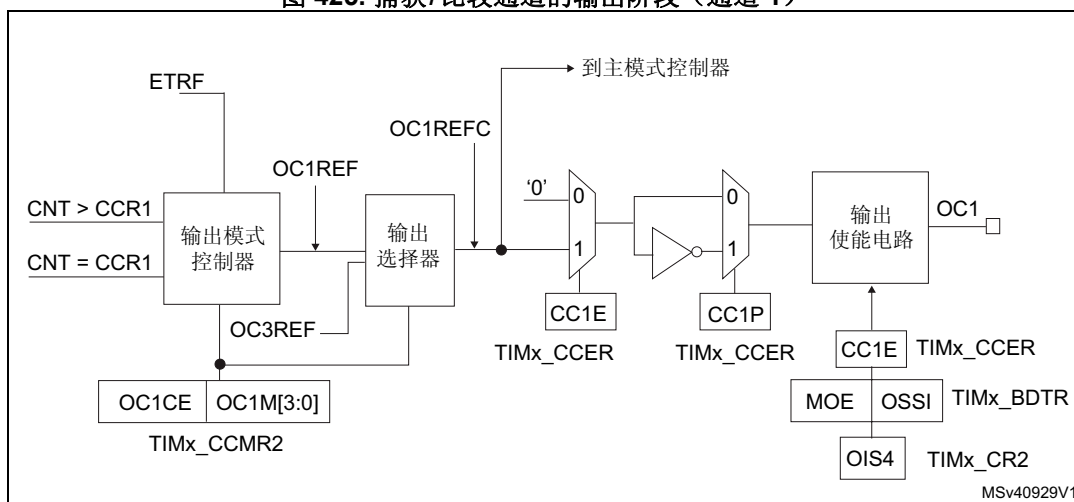 到主模式控制器
ETRF
OC1REFC
OC1REF
'0'
0
0
CNT > CCR1
输出模式
控制器
输出
选择器
输出
使能电路
OC1
CNT = CCR1
1
1
OC3REF
CC1E
CC1P
TIMx_CCER
TIMx_CCER
CC1E
TIMx_CCER
OC1CE
OC1M[3:0]
MOE
OSSI
TIMx_BDTR
TIMx_CCMR2
OIS4
TIMx_CR2
MSv40929V1